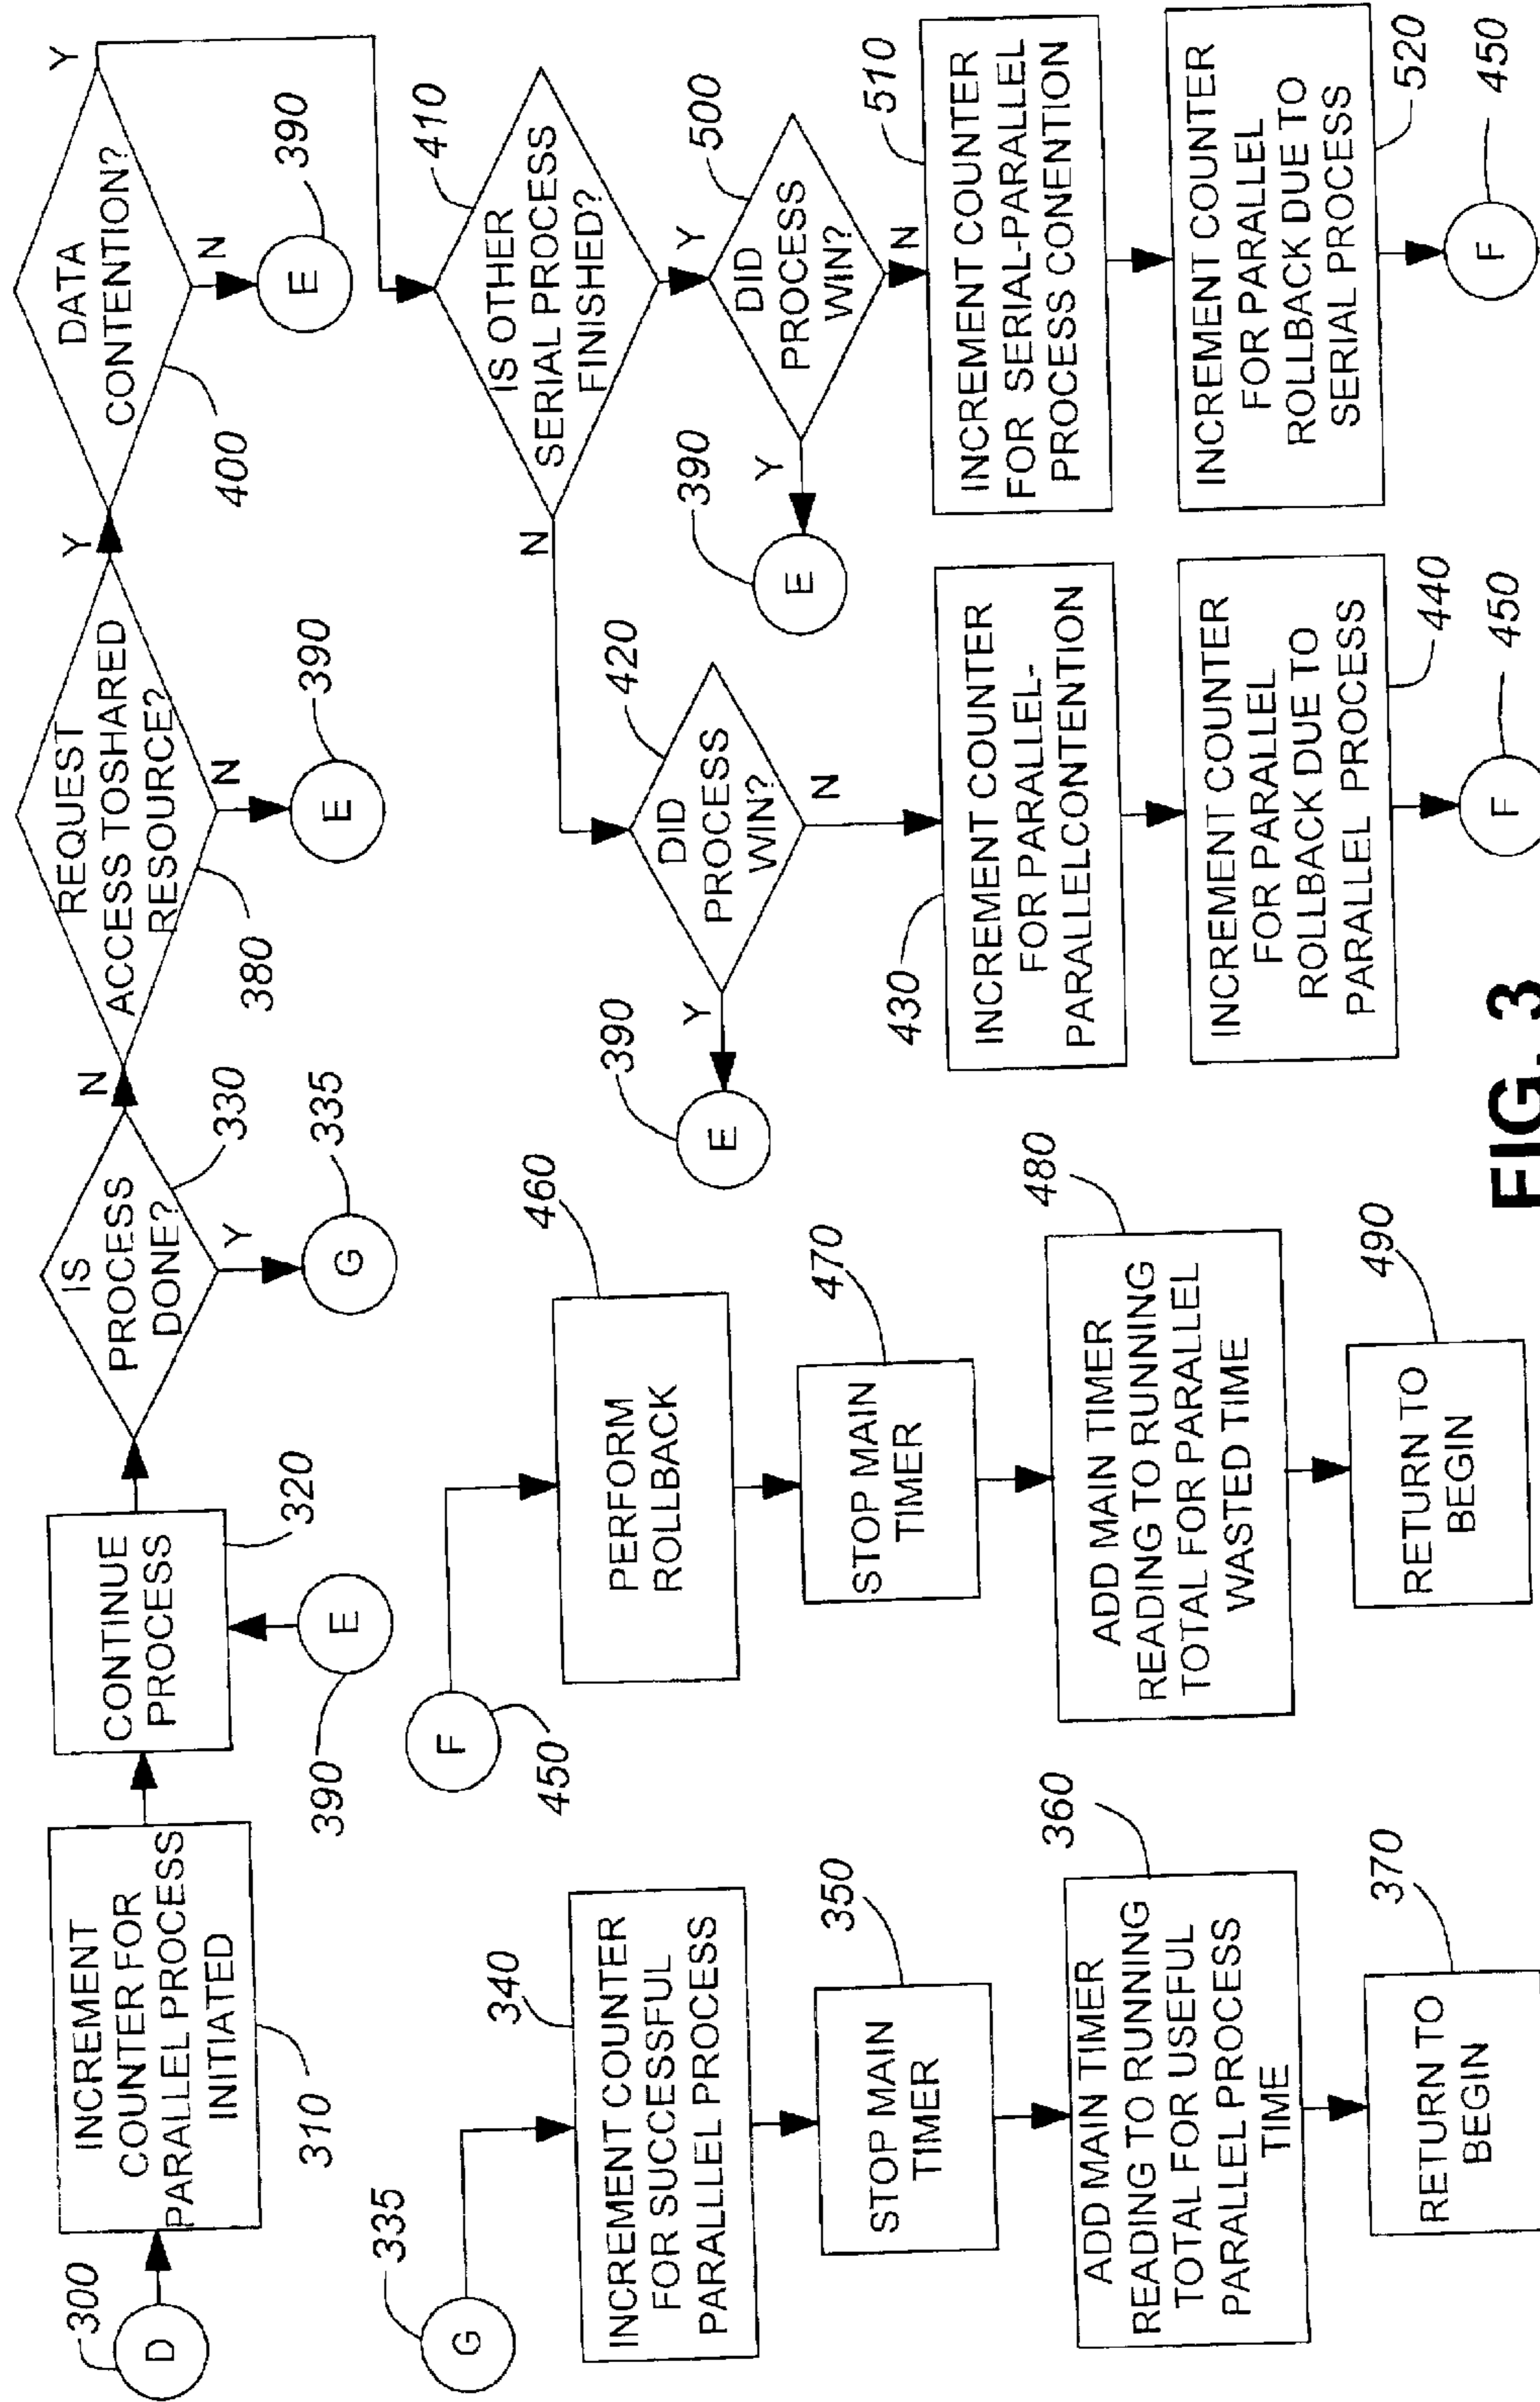 300
D
INCREMENT
COUNTER FOR
PARALLEL PROCESS
INITIATED
310
CONTINUE
PROCESS
320
E
390
IS
PROCESS
DONE?
330
N
Y
G
335
REQUEST
ACCESS TOSHARED
RESOURCE?
380
Y
N
E
390
DATA
CONTENTION?
400
Y
N
E
390
IS OTHER
SERIAL PROCESS
FINISHED?
410
N
Y
DID
PROCESS
WIN?
420
Y
E
390
N
INCREMENT COUNTER
FOR PARALLEL-
PARALLELCONTENTION
430
INCREMENT COUNTER
FOR PARALLEL
ROLLBACK DUE TO
PARALLEL PROCESS
440
F
450
DID
PROCESS
WIN?
500
Y
E
390
N
INCREMENT COUNTER
FOR SERIAL-PARALLEL
PROCESS CONENTION
510
INCREMENT COUNTER
FOR PARALLEL
ROLLBACK DUE TO
SERIAL PROCESS
520
F
450
G
335
INCREMENT COUNTER
FOR SUCCESSFUL
PARALLEL PROCESS
340
STOP MAIN
TIMER
350
ADD MAIN TIMER
READING TO RUNNING
TOTAL FOR USEFUL
PARALLEL PROCESS
TIME
360
RETURN TO
BEGIN
370
F
450
PERFORM
ROLLBACK
460
STOP MAIN
TIMER
470
ADD MAIN TIMER
READING TO RUNNING
TOTAL FOR PARALLEL
WASTED TIME
480
RETURN TO
BEGIN
490
FIG. 3